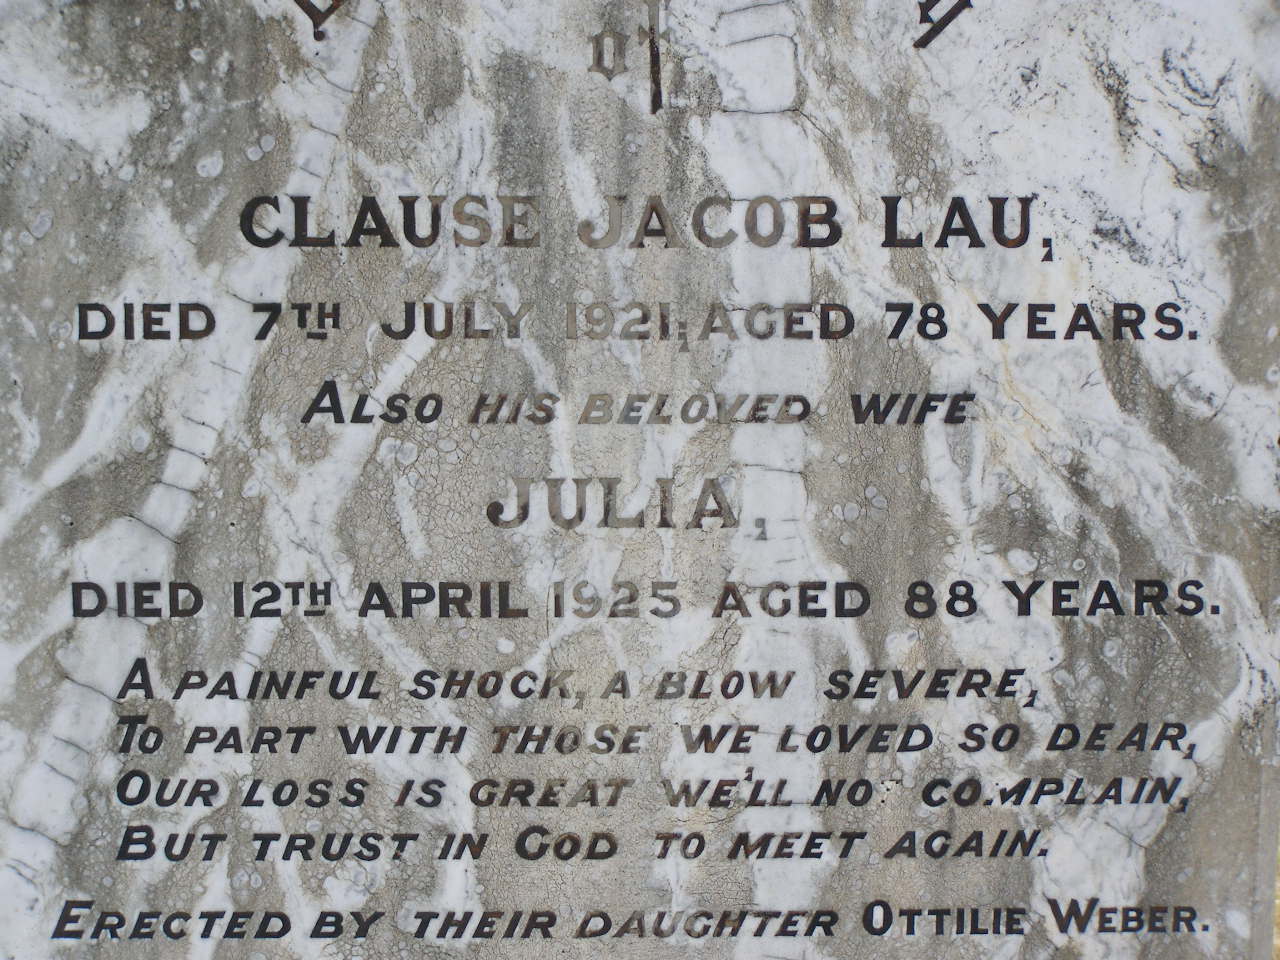 OF
CLAUSE JACOB LAU,
DIED 7TH JULY 1921; AGED 78 YEARS.
ALSO HIS BELOVED WIFE
JULIA,
DIED 12TH APRIL 1925 AGED 88 YEARS.
A PAINFUL SHOCK, A BLOW SEVERE,
TO PART WITH THOSE WE LOVED SO DEAR,
OUR LOSS IS GREAT WE'LL NOT COMPLAIN,
BUT TRUST IN GOD TO MEET AGAIN.
ERECTED BY THEIR DAUGHTER OTTILIE WEBER.